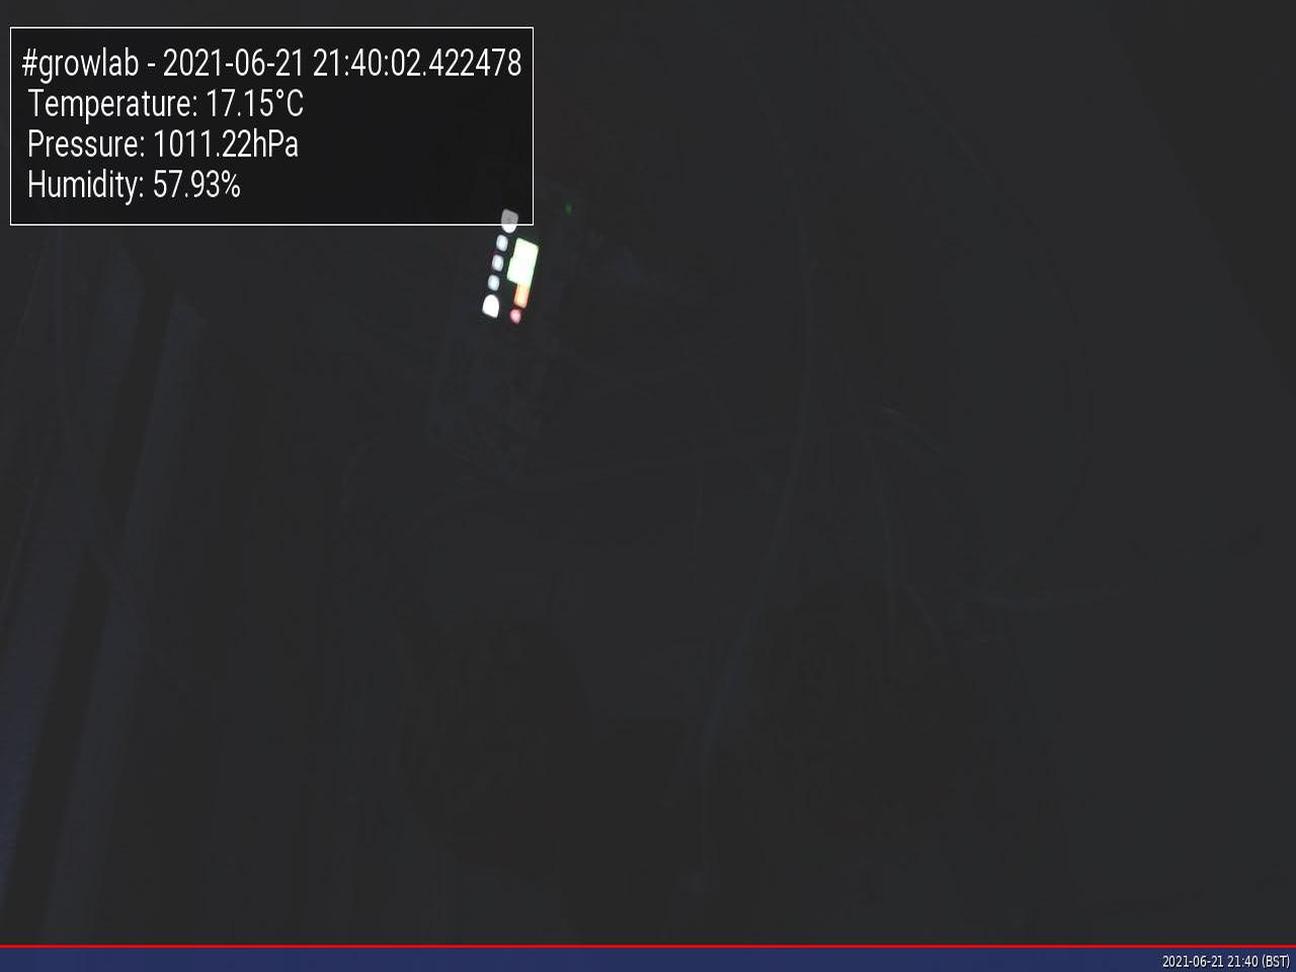 #growlab - 2021-06-21 21:40:02.422478
Temperature: 17.15°C
Pressure: 1011.22hPa
Humidity: 57.93%
2021-06-21 21:40 (BST)